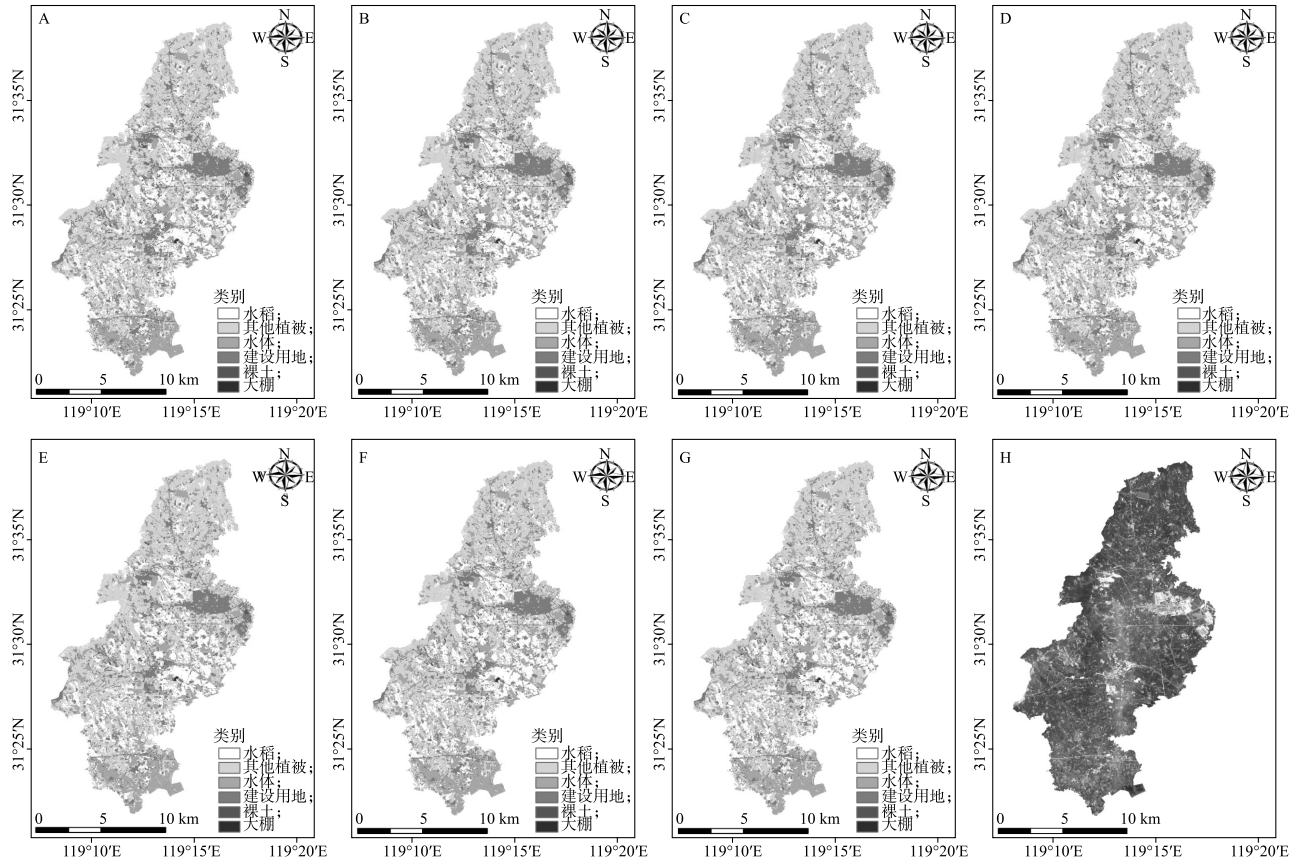 A
N
W E
S
31°35′N
31°30′N
31°25′N
类别
水稻;
其他植被;
水体;
建设用地;
裸土;
大棚
0 5 10 km
119°10′E 119°15′E 119°20′E
B
N
W E
S
31°35′N
31°30′N
31°25′N
类别
水稻;
其他植被;
水体;
建设用地;
裸土;
大棚
0 5 10 km
119°10′E 119°15′E 119°20′E
C
N
W E
S
31°35′N
31°30′N
31°25′N
类别
水稻;
其他植被;
水体;
建设用地;
裸土;
大棚
0 5 10 km
119°10′E 119°15′E 119°20′E
D
N
W E
S
31°35′N
31°30′N
31°25′N
类别
水稻;
其他植被;
水体;
建设用地;
裸土;
大棚
0 5 10 km
119°10′E 119°15′E 119°20′E
E
N
W E
S
31°35′N
31°30′N
31°25′N
类别
水稻;
其他植被;
水体;
建设用地;
裸土;
大棚
0 5 10 km
119°10′E 119°15′E 119°20′E
F
N
W E
S
31°35′N
31°30′N
31°25′N
类别
水稻;
其他植被;
水体;
建设用地;
裸土;
大棚
0 5 10 km
119°10′E 119°15′E 119°20′E
G
N
W E
S
31°35′N
31°30′N
31°25′N
类别
水稻;
其他植被;
水体;
建设用地;
裸土;
大棚
0 5 10 km
119°10′E 119°15′E 119°20′E
H
N
W E
S
31°35′N
31°30′N
31°25′N
0 5 10 km
119°10′E 119°15′E 119°20′E